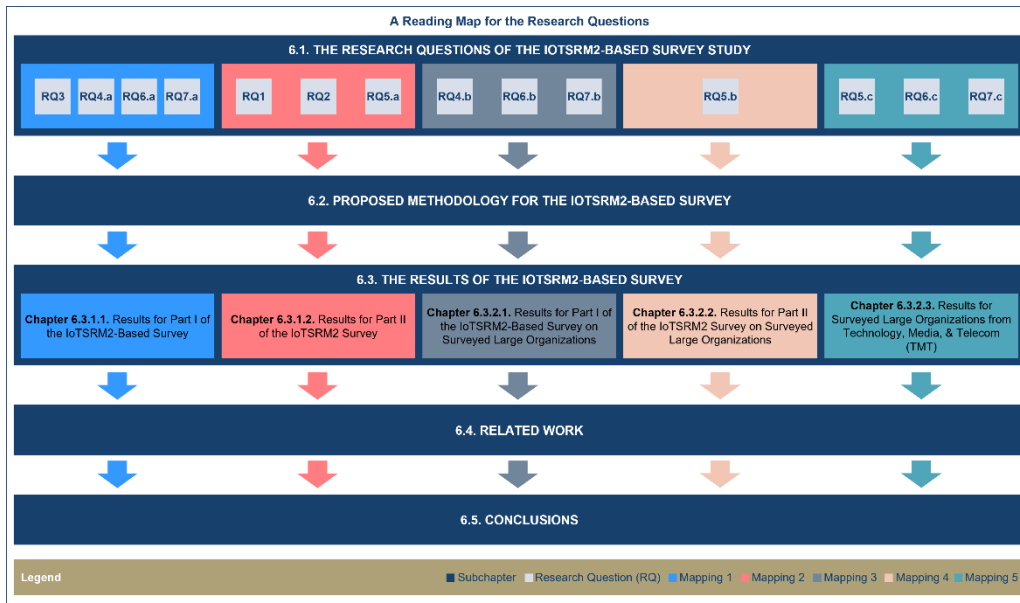 A Reading Map for the Research Questions
6.1. THE RESEARCH QUESTIONS OF THE IOTSRM2-BASED SURVEY STUDY
RQ3 RQ4.a RQ6.a RQ7.a RQ1 RQ2 RQ5.a RQ4.b RQ6.b RQ7.b RQ5.b RQ5.c RQ6.c RQ7.c
6.2. PROPOSED METHODOLOGY FOR THE IOTSRM2-BASED SURVEY
6.3. THE RESULTS OF THE IOTSRM2-BASED SURVEY
Chapter 6.3.1.1. Results for Part I of
the IoTSRM2-Based Survey
Chapter 6.3.1.2. Results for Part II
of the IoTSRM2 Survey
Chapter 6.3.2.1. Results for Part I of
the IoTSRM2-Based Survey on
Surveyed Large Organizations
Chapter 6.3.2.2. Results for Part II
of the IoTSRM2 Survey on Surveyed
Large Organizations
Chapter 6.3.2.3. Results for
Surveyed Large Organizations from
Technology, Media, & Telecom
(TMT)
6.4. RELATED WORK
6.5. CONCLUSIONS
Legend
Subchapter Research Question (RQ) Mapping 1 Mapping 2 Mapping 3 Mapping 4 Mapping 5